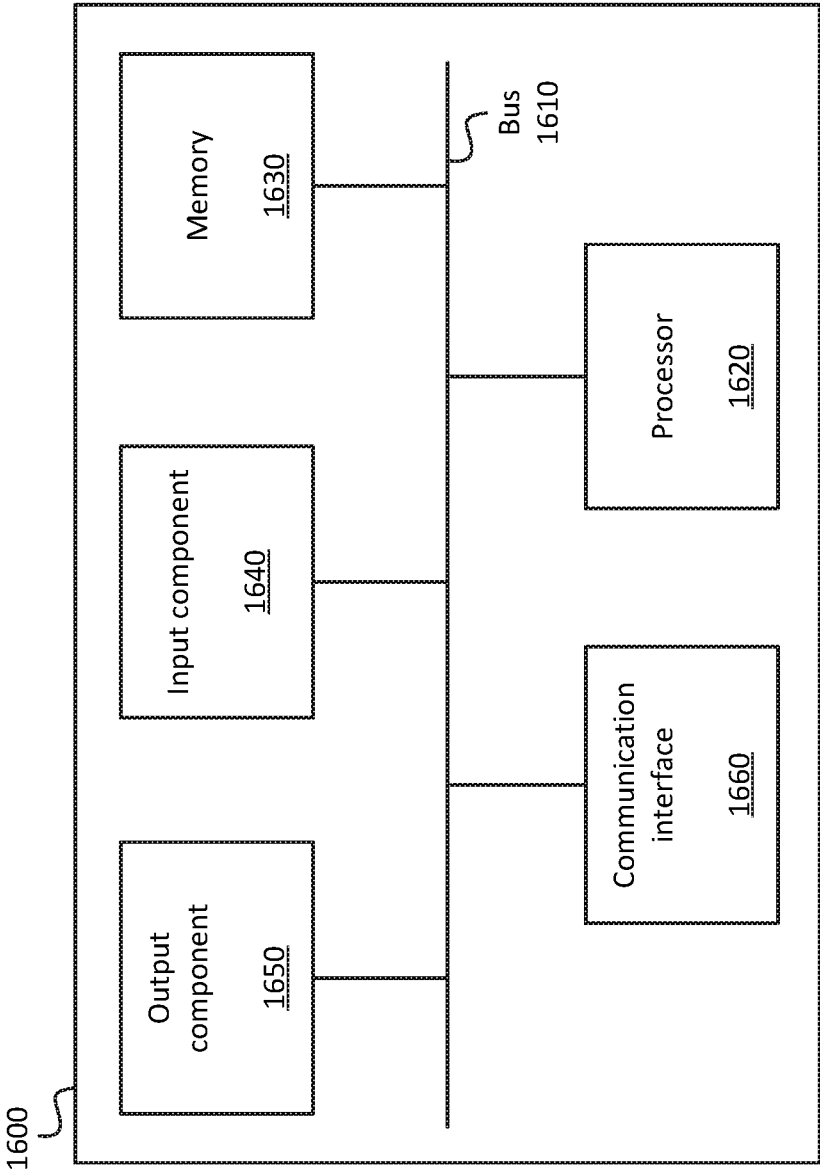 1600
Output
component
1650
Input component
1640
Memory
1630
Bus
1610
Communication
interface
1660
Processor
1620